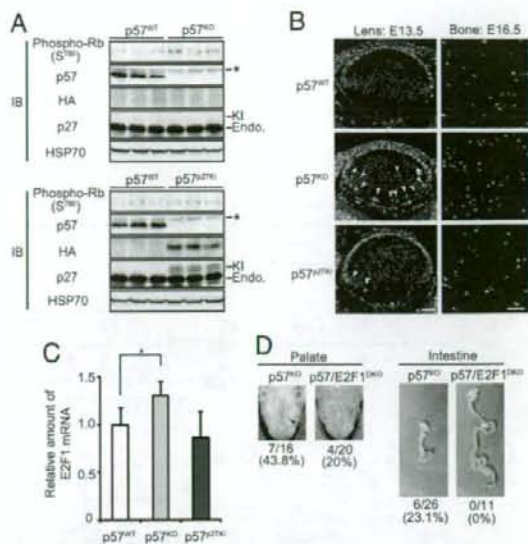 A
p57WT p57KO
Phospho-Rb
(S780)
p57
*
HA
IB
KI
p27
Endo.
HSP70
p57WT p57p27KI
Phospho-Rb
(S780)
p57
*
HA
IB
KI
p27
Endo.
HSP70
B
Lens: E13.5 Bone: E16.5
p57WT
p57KO
p57p27KI
C
Relative amount of
E2F1 mRNA
1.5
1.0
0.5
0
*
p57WT p57KO p57p27KI
D
Palate
p57KO p57/E2F1DKO
7/16 4/20
(43.8%) (20%)
Intestine
p57KO p57/E2F1DKO
6/26 0/11
(23.1%) (0%)